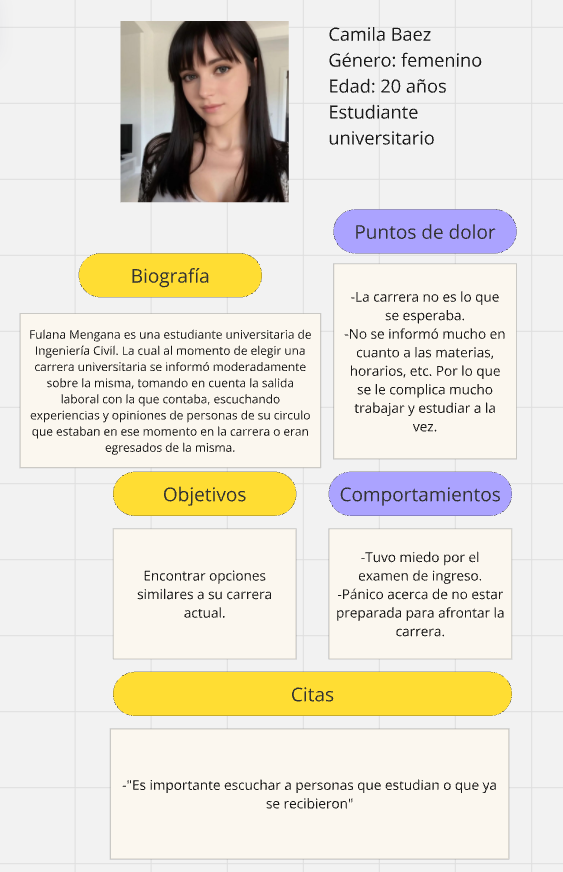 Camila Baez
Género: femenino
Edad: 20 años
Estudiante
universitario
Puntos de dolor
-La carrera no es lo que
se esperaba.
-No se informó mucho en
cuanto a las materias,
horarios, etc. Por lo que
se le complica mucho
trabajar y estudiar a la
vez.
Biografía
Fulana Mengana es una estudiante universitaria de
Ingeniería Civil. La cual al momento de elegir una
carrera universitaria se informó moderadamente
sobre la misma, tomando en cuenta la salida
laboral con la que contaba, escuchando
experiencias y opiniones de personas de su circulo
que estaban en ese momento en la carrera o eran
egresados de la misma.
Objetivos
Encontrar opciones
similares a su carrera
actual.
Comportamientos
-Tuvo miedo por el
examen de ingreso.
-Pánico acerca de no estar
preparada para afrontar la
carrera.
Citas
-"Es importante escuchar a personas que estudian o que ya
se recibieron"